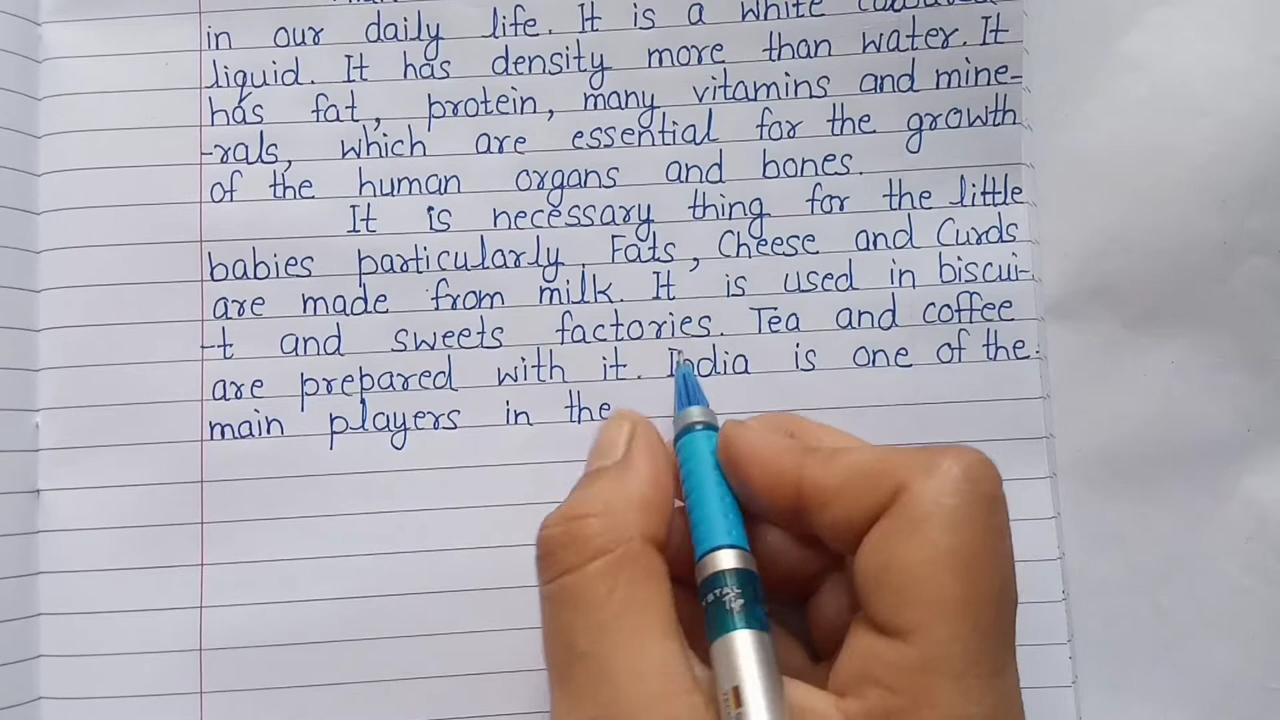 in our daily life. It is a white
liquid. It has density more than water. It
has fat, protein, many vitamins and mine-
-rals, which are essential for the growth
of the human organs and bones.
It is necessary thing for the little
babies particularly. Fats, Cheese and Curds
are made from milk. It is used in biscui-
-t and sweets factories. Tea and coffee
are prepared with it. India is one of the
main players in the
Tip